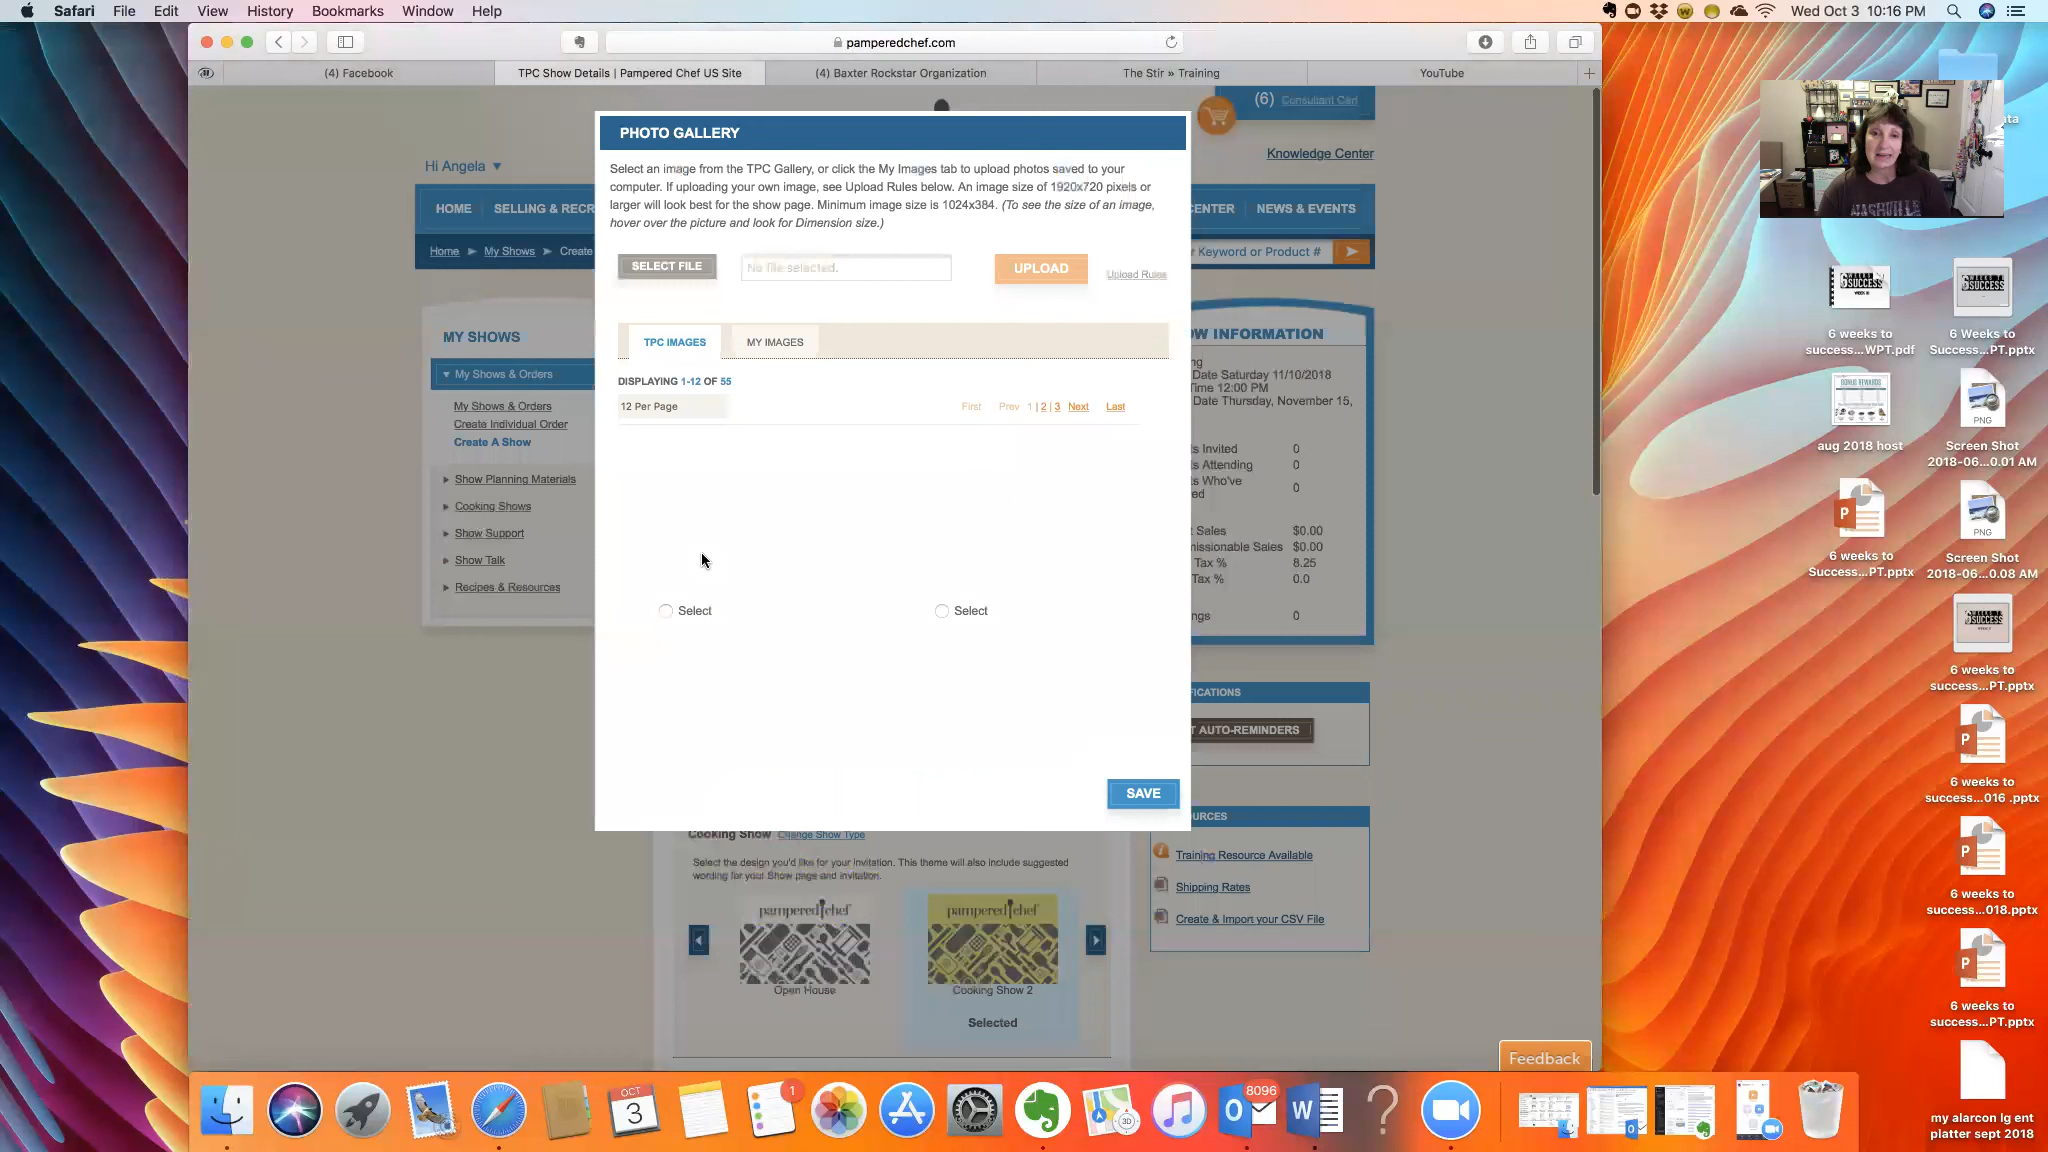 Safari File Edit View History Bookmarks Window Help
Wed Oct 3 10:16 PM
pamperedchef.com
(4) Facebook
TPC Show Details | Pampered Chef US Site
(4) Baxter Rockstar Organization
The Stir » Training
YouTube
(6) Consultant Cart
Knowledge Center
Hi Angela
HOME SELLING & RECR
CENTER NEWS & EVENTS
Home My Shows Create
Keyword or Product #
PHOTO GALLERY
Select an image from the TPC Gallery, or click the My Images tab to upload photos saved to your
computer. If uploading your own image, see Upload Rules below. An image size of 1920x720 pixels or
larger will look best for the show page. Minimum image size is 1024x384. (To see the size of an image,
hover over the picture and look for Dimension size.)
SELECT FILE
No file selected.
UPLOAD
Upload Rules
TPC IMAGES
MY IMAGES
DISPLAYING 1-12 OF 55
12 Per Page
First Prev 1 | 2 | 3 Next Last
Select
Select
SAVE
MY SHOWS
My Shows & Orders
My Shows & Orders
Create Individual Order
Create A Show
Show Planning Materials
Cooking Shows
Show Support
Show Talk
Recipes & Resources
OW INFORMATION
ng
Date Saturday 11/10/2018
Time 12:00 PM
Date Thursday, November 15,
s Invited 0
s Attending 0
s Who've
ed 0
t Sales $0.00
missionable Sales $0.00
Tax % 8.25
Tax % 0.0
ngs 0
FICATIONS
T AUTO-REMINDERS
URCES
Training Resource Available
Shipping Rates
Create & Import your CSV File
Cooking Show Change Show Type
Select the design you'd like for your invitation. This theme will also include suggested
wording for your Show page and invitation.
pampered chef
Open House
pampered chef
Cooking Show 2
Selected
Feedback
NASHVILLE
ata
6 weeks to
success...WPT.pdf
6 Weeks to
Success...PT.pptx
aug 2018 host
Screen Shot
2018-06...0.01 AM
6 weeks to
Success...PT.pptx
Screen Shot
2018-06...0.08 AM
6 weeks to
success...PT.pptx
6 weeks to
success...016 .pptx
6 weeks to
success...018.pptx
6 weeks to
success...PT.pptx
my alarcon lg ent
platter sept 2018
PNG
PNG
OCT
3
1
3D
8096